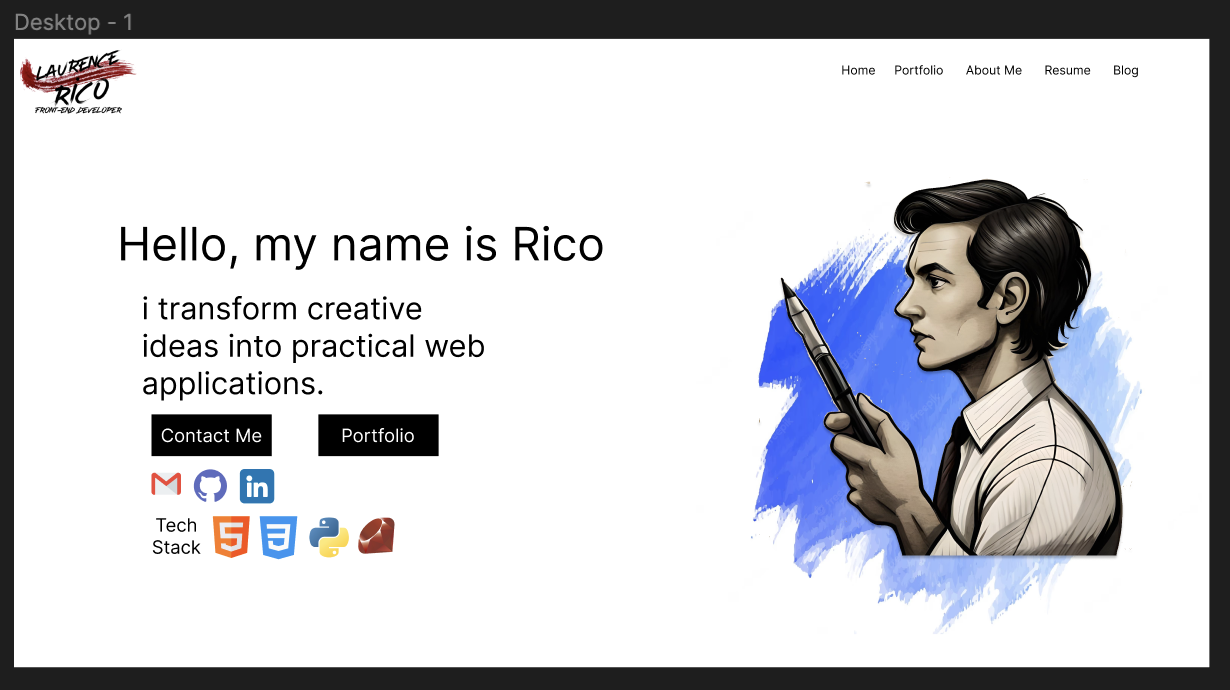 Desktop - 1
LAURENCE
RICO
FRONT-END DEVELOPER
Home Portfolio About Me Resume Blog
Hello, my name is Rico
i transform creative
ideas into practical web
applications.
Contact Me Portfolio
in
Tech
Stack
5 3